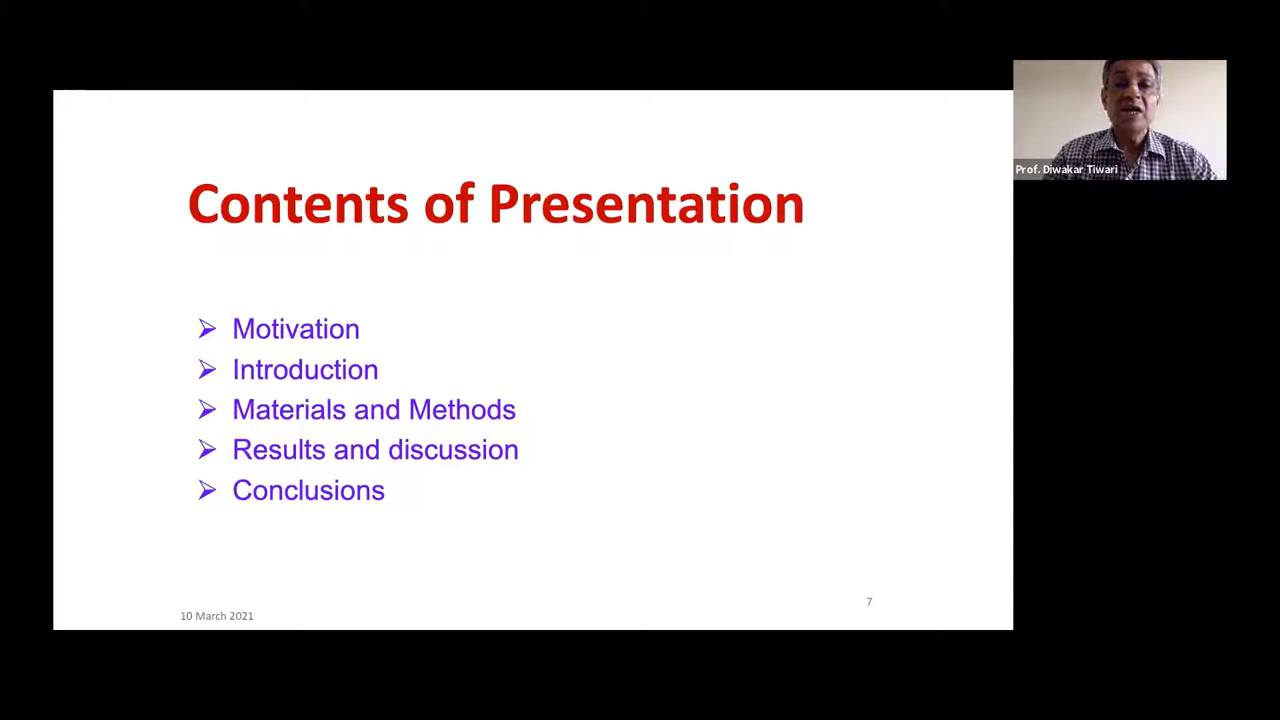 Contents of Presentation
Motivation
Introduction
Materials and Methods
Results and discussion
Conclusions
10 March 2021
7
Prof. Diwakar Tiwari